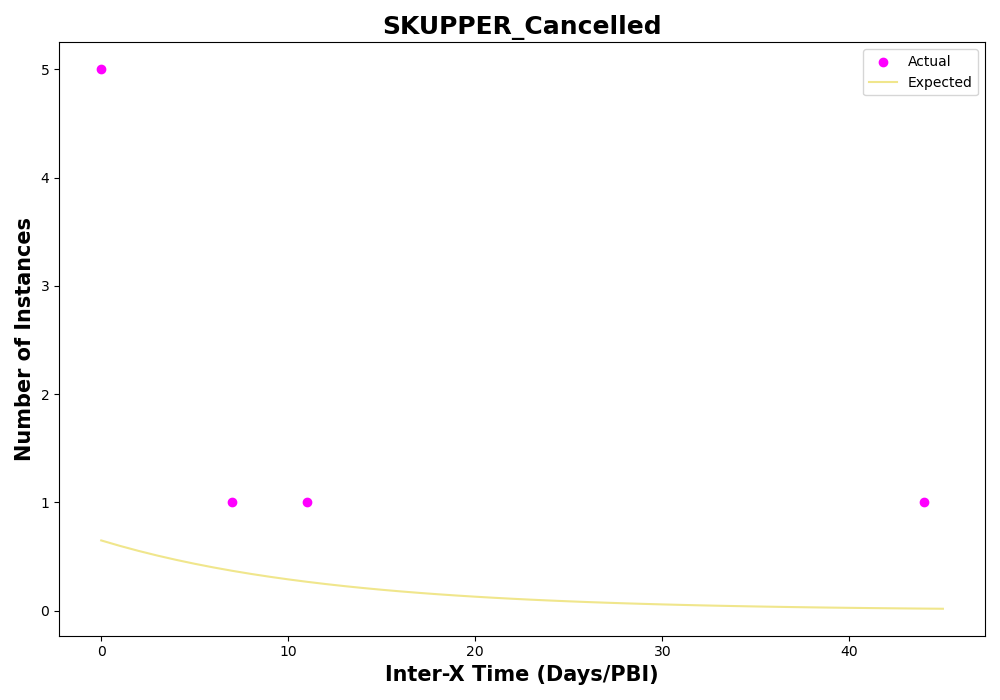 SKUPPER_Cancelled
Actual
Expected
5
4
3
2
1
0
Number of Instances
0 10 20 30 40
Inter-X Time (Days/PBI)